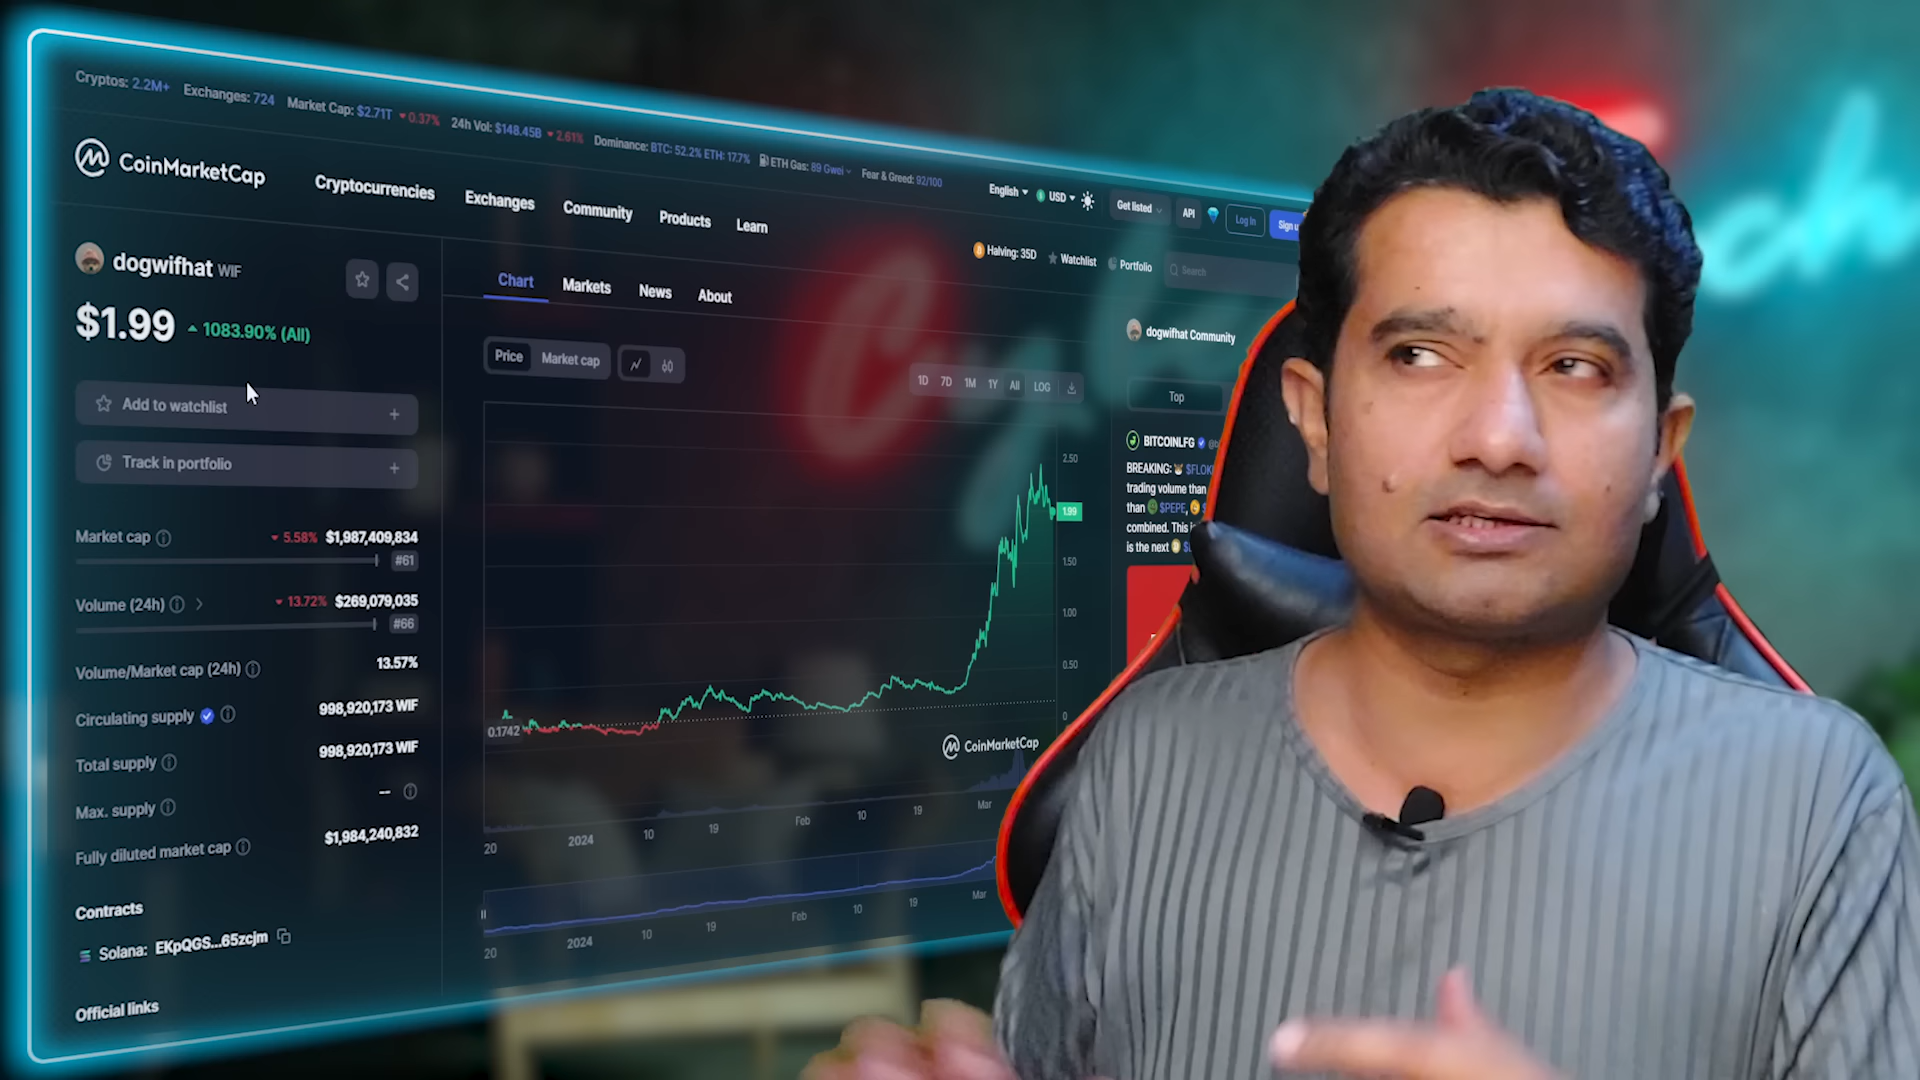 Cryptos: 2.2M+ Exchanges: 724 Market Cap: $2.71T 0.37% 24h Vol: $148.45B 2.61% Dominance: BTC: 52.2% ETH: 17.7% ETH Gas: 89 Gwei Fear & Greed: 92/100
English USD Get listed API Log In Sign u
CoinMarketCap Cryptocurrencies Exchanges Community Products Learn
Halving: 35D Watchlist Portfolio Search
dogwifhat WIF
$1.99 1083.90% (All)
Add to watchlist +
Track in portfolio +
Market cap 5.58% $1,987,409,834
#61
Volume (24h) 13.72% $269,079,035
#66
Volume/Market cap (24h) 13.57%
Circulating supply 998,920,173 WIF
Total supply 998,920,173 WIF
Max. supply --
Fully diluted market cap $1,984,240,832
Contracts
Solana: EKpQGS...65zcjm
Official links
Chart Markets News About
Price Market cap
1D 7D 1M 1Y All LOG
2.50
1.99
1.50
1.00
0.50
0
0.1742
CoinMarketCap
20 2024 10 19 Feb 10 19 Mar
20 2024 10 19 Feb 10 19 Mar
dogwifhat Community
Top
BITCOINLFG
BREAKING: $FLOKI
trading volume than
than $PEPE,
combined. This
is the next